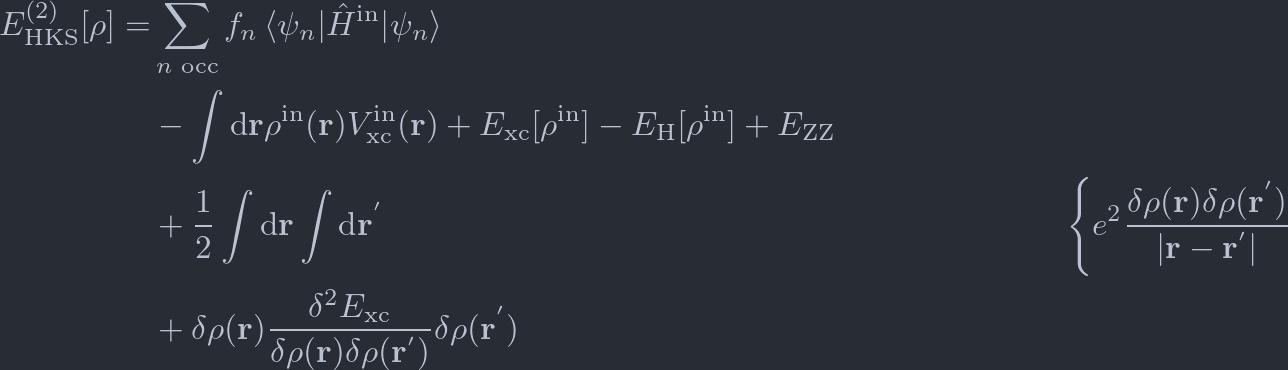 E_{\mathrm{HKS}}^{(2)}[\rho] = \sum_{n\ \mathrm{occ}} f_n \langle\psi_n|\hat{H}^{\mathrm{in}}|\psi_n\rangle
- \int \mathrm{d}\mathbf{r} \rho^{\mathrm{in}}(\mathbf{r}) V_{\mathrm{xc}}^{\mathrm{in}}(\mathbf{r}) + E_{\mathrm{xc}}[\rho^{\mathrm{in}}] - E_{\mathrm{H}}[\rho^{\mathrm{in}}] + E_{\mathrm{ZZ}}
+ \frac{1}{2} \int \mathrm{d}\mathbf{r} \int \mathrm{d}\mathbf{r}^{'} \{ e^2 \frac{\delta\rho(\mathbf{r})\delta\rho(\mathbf{r}^{'})}{|\mathbf{r} - \mathbf{r}^{'}|}
+ \delta\rho(\mathbf{r}) \frac{\delta^2 E_{\mathrm{xc}}}{\delta\rho(\mathbf{r})\delta\rho(\mathbf{r}^{'})} \delta\rho(\mathbf{r}^{'})